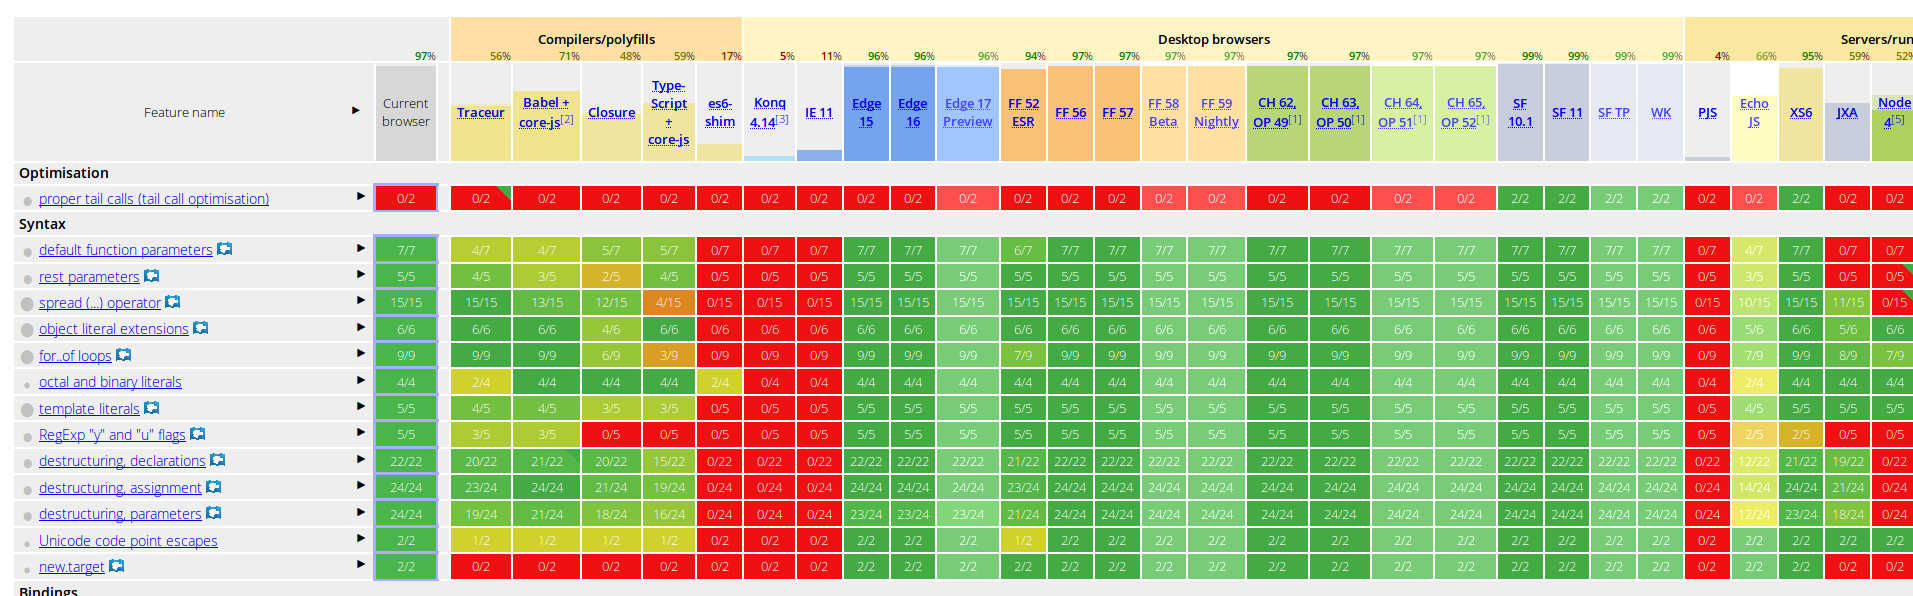 Compilers/polyfills Desktop browsers Servers/run
97% 56% 71% 48% 59% 17% 5% 11% 96% 96% 96% 94% 97% 97% 97% 97% 97% 97% 97% 97% 99% 99% 99% 99% 4% 66% 95% 59% 52%
Feature name ► Current browser Traceur Babel + core-js[2] Closure Type-Script + core-js es6-shim Konq 4.14[3] IE 11 Edge 15 Edge 16 Edge 17 Preview FF 52 ESR FF 56 FF 57 FF 58 Beta FF 59 Nightly CH 62, OP 49[1] CH 63, OP 50[1] CH 64, OP 51[1] CH 65, OP 52[1] SF 10.1 SF 11 SF TP WK PJS Echo JS XS6 JXA Node 4[5]
Optimisation
proper tail calls (tail call optimisation) ► 0/2 0/2 0/2 0/2 0/2 0/2 0/2 0/2 0/2 0/2 0/2 0/2 0/2 0/2 0/2 0/2 0/2 0/2 0/2 0/2 2/2 2/2 2/2 2/2 0/2 0/2 2/2 0/2 0/2
Syntax
default function parameters ► 7/7 4/7 4/7 5/7 5/7 0/7 0/7 0/7 7/7 7/7 7/7 6/7 7/7 7/7 7/7 7/7 7/7 7/7 7/7 7/7 7/7 7/7 7/7 7/7 0/7 4/7 7/7 0/7 0/7
rest parameters ► 5/5 4/5 3/5 2/5 4/5 0/5 0/5 0/5 5/5 5/5 5/5 5/5 5/5 5/5 5/5 5/5 5/5 5/5 5/5 5/5 5/5 5/5 5/5 5/5 0/5 3/5 5/5 0/5 0/5
spread (...) operator ► 15/15 15/15 13/15 12/15 4/15 0/15 0/15 0/15 15/15 15/15 15/15 15/15 15/15 15/15 15/15 15/15 15/15 15/15 15/15 15/15 15/15 15/15 15/15 15/15 0/15 10/15 15/15 11/15 0/15
object literal extensions ► 6/6 6/6 6/6 4/6 6/6 0/6 0/6 0/6 6/6 6/6 6/6 6/6 6/6 6/6 6/6 6/6 6/6 6/6 6/6 6/6 6/6 6/6 6/6 6/6 0/6 5/6 6/6 5/6 6/6
for..of loops ► 9/9 9/9 9/9 6/9 3/9 0/9 0/9 0/9 9/9 9/9 9/9 7/9 9/9 9/9 9/9 9/9 9/9 9/9 9/9 9/9 9/9 9/9 9/9 9/9 0/9 7/9 9/9 8/9 7/9
octal and binary literals ► 4/4 2/4 4/4 4/4 4/4 2/4 0/4 0/4 4/4 4/4 4/4 4/4 4/4 4/4 4/4 4/4 4/4 4/4 4/4 4/4 4/4 4/4 4/4 4/4 0/4 2/4 4/4 4/4 4/4
template literals ► 5/5 4/5 4/5 3/5 3/5 0/5 0/5 0/5 5/5 5/5 5/5 5/5 5/5 5/5 5/5 5/5 5/5 5/5 5/5 5/5 5/5 5/5 5/5 5/5 0/5 4/5 5/5 5/5 5/5
RegExp "y" and "u" flags ► 5/5 3/5 3/5 0/5 0/5 0/5 0/5 0/5 5/5 5/5 5/5 5/5 5/5 5/5 5/5 5/5 5/5 5/5 5/5 5/5 5/5 5/5 5/5 5/5 0/5 2/5 2/5 0/5 0/5
destructuring, declarations ► 22/22 20/22 21/22 20/22 15/22 0/22 0/22 0/22 22/22 22/22 22/22 21/22 22/22 22/22 22/22 22/22 22/22 22/22 22/22 22/22 22/22 22/22 22/22 22/22 0/22 12/22 21/22 19/22 0/22
destructuring, assignment ► 24/24 23/24 24/24 21/24 19/24 0/24 0/24 0/24 24/24 24/24 24/24 23/24 24/24 24/24 24/24 24/24 24/24 24/24 24/24 24/24 24/24 24/24 24/24 24/24 0/24 14/24 24/24 21/24 0/24
destructuring, parameters ► 24/24 19/24 21/24 18/24 16/24 0/24 0/24 0/24 23/24 23/24 23/24 21/24 24/24 24/24 24/24 24/24 24/24 24/24 24/24 24/24 24/24 24/24 24/24 24/24 0/24 12/24 23/24 18/24 0/24
Unicode code point escapes ► 2/2 1/2 1/2 1/2 1/2 0/2 0/2 0/2 2/2 2/2 2/2 1/2 2/2 2/2 2/2 2/2 2/2 2/2 2/2 2/2 2/2 2/2 2/2 2/2 0/2 2/2 2/2 2/2 2/2
new.target ► 2/2 0/2 0/2 0/2 0/2 0/2 0/2 0/2 2/2 2/2 2/2 2/2 2/2 2/2 2/2 2/2 2/2 2/2 2/2 2/2 2/2 2/2 2/2 2/2 0/2 2/2 2/2 0/2 0/2
Bindings